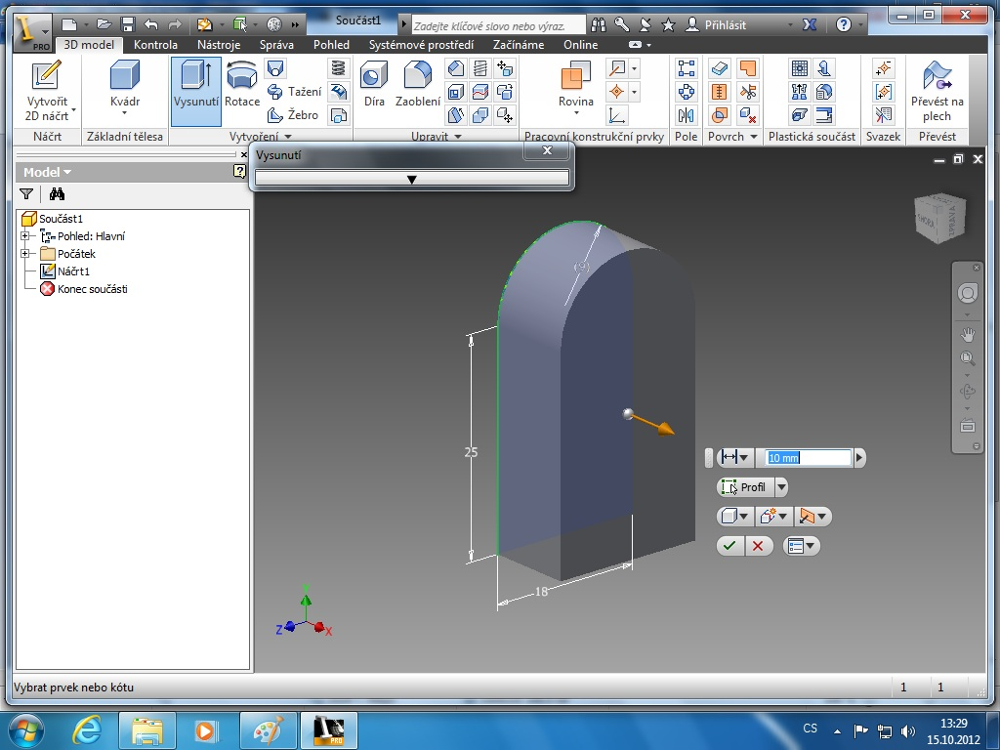 PRO
Součást1
Zadejte klíčové slovo nebo výraz.
Přihlásit
3D model
Kontrola
Nástroje
Správa
Pohled
Systémové prostředí
Začínáme
Online
Vytvořit
2D náčrt
Kvádr
Vysunutí
Rotace
Tažení
Žebro
Díra
Zaoblení
Rovina
Převést na
plech
Náčrt
Základní tělesa
Vytvoření
Upravit
Pracovní konstrukční prvky
Pole
Povrch
Plastická součást
Svazek
Převést
Vysunutí
Model
Součást1
Pohled: Hlavní
Počátek
Náčrt1
Konec součásti
(9)
25
18
10 mm
Profil
Y
Z
X
Vybrat prvek nebo kótu
1
1
CS
13:29
15.10.2012